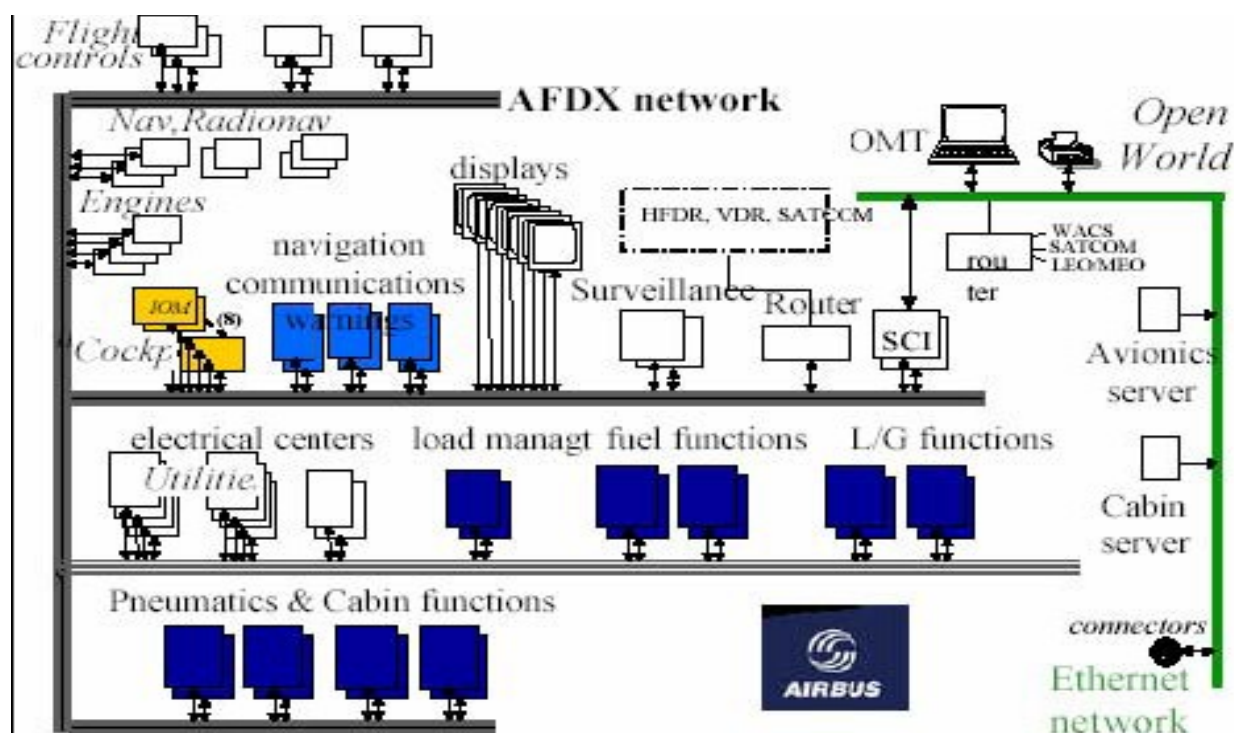 Flight
controls
AFDX network
Nav,Radionav
OMT
Open
World
displays
Engines
HFDR, VDR, SATCCM
WACS
SATCOM
LEO/MEO
rou
ter
navigation
communications
warnings
Surveillance
Router
IOM
(8)
Cockp
SCI
Avionics
server
electrical centers
load managt fuel functions
L/G functions
Utilitie.
Cabin
server
Pneumatics & Cabin functions
connectors
AIRBUS
Ethernet
network